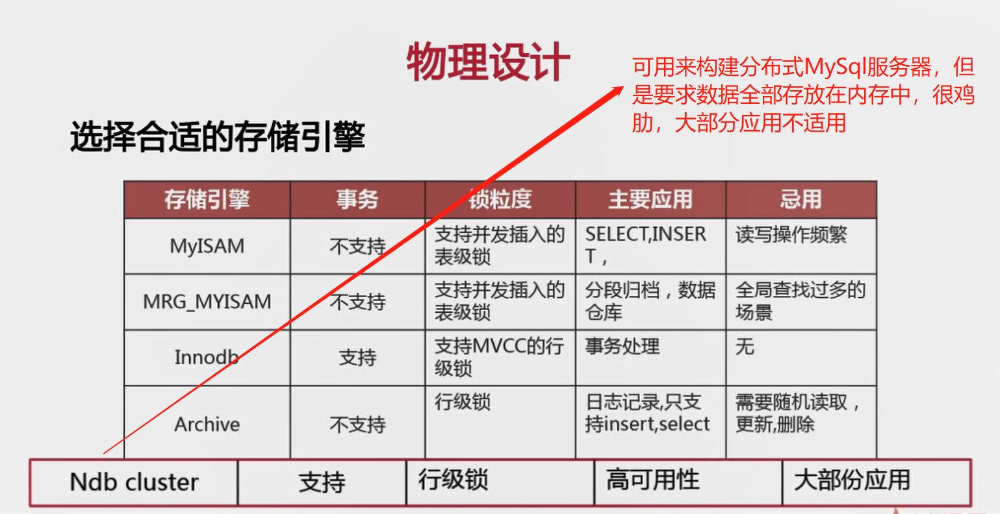 物理设计
可用来构建分布式MySql服务器，但
是要求数据全部存放在内存中，很鸡
肋，大部分应用不适用
选择合适的存储引擎
存储引擎 事务 锁粒度 主要应用 忌用
MyISAM 不支持 支持并发插入的 SELECT,INSER 读写操作频繁
表级锁 T，
MRG_MYISAM 不支持 支持并发插入的 分段归档，数据 全局查找过多的
表级锁 仓库 场景
Innodb 支持 支持MVCC的行 事务处理 无
级锁
Archive 不支持 行级锁 日志记录,只支 需要随机读取，
持insert,select 更新,删除
Ndb cluster 支持 行级锁 高可用性 大部份应用